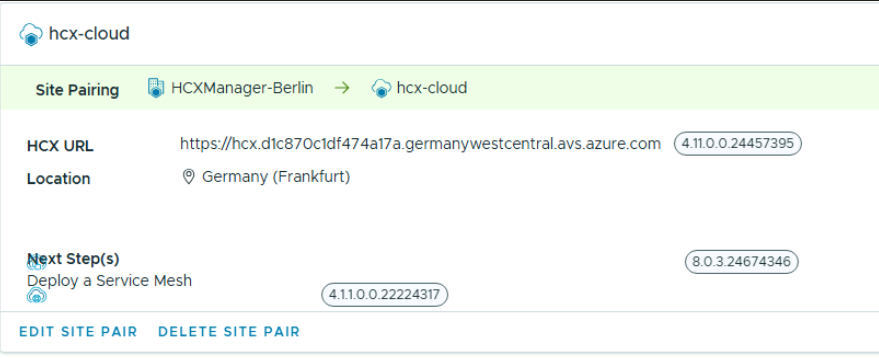 hcx-cloud
Site Pairing HCXManager-Berlin → hcx-cloud
HCX URL https://hcx.d1c870c1df474a17a.germanywestcentral.avs.azure.com 4.11.0.0.24457395
Location Germany (Frankfurt)
Next Step(s) 8.0.3.24674346
Deploy a Service Mesh
4.1.1.0.0.22224317
EDIT SITE PAIR DELETE SITE PAIR